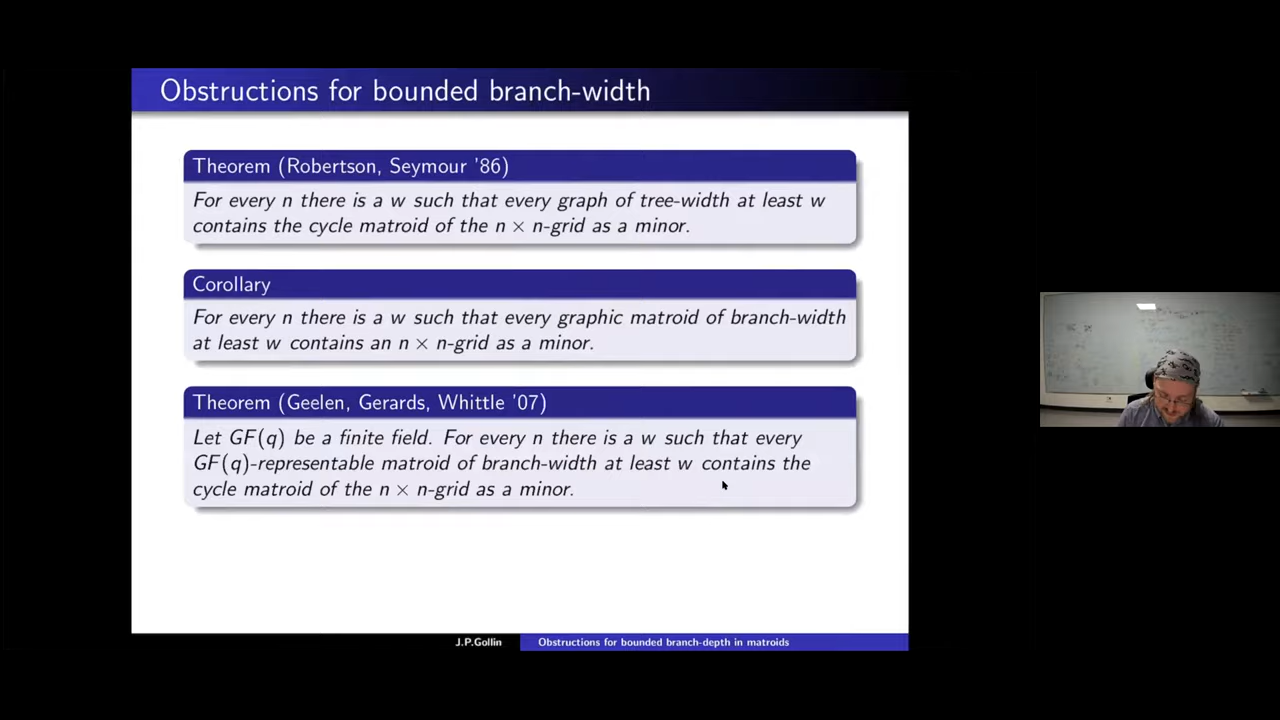 Obstructions for bounded branch-width
Theorem (Robertson, Seymour '86)
For every n there is a w such that every graph of tree-width at least w
contains the cycle matroid of the n × n-grid as a minor.
Corollary
For every n there is a w such that every graphic matroid of branch-width
at least w contains an n × n-grid as a minor.
Theorem (Geelen, Gerards, Whittle '07)
Let GF(q) be a finite field. For every n there is a w such that every
GF(q)-representable matroid of branch-width at least w contains the
cycle matroid of the n × n-grid as a minor.
J.P.Gollin
Obstructions for bounded branch-depth in matroids